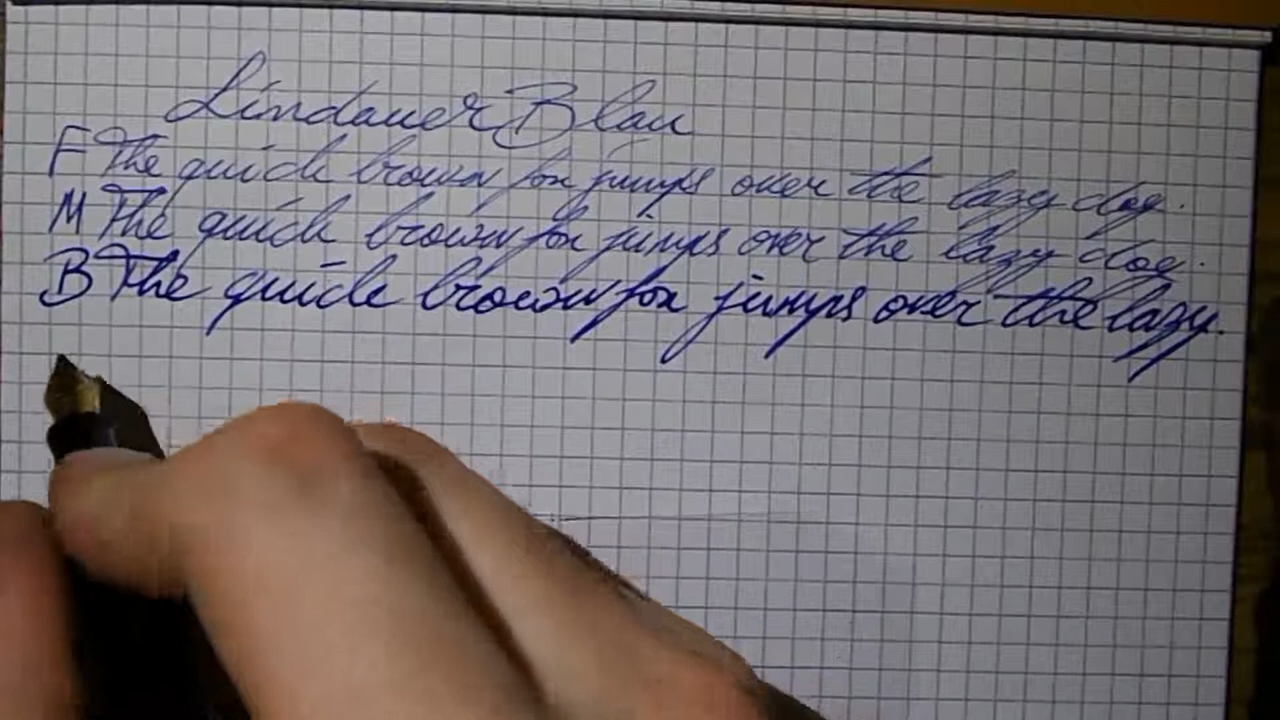 Lindauer Blau
F The quick brown fox jumps over the lazy dog.
M The quick brown fox jumps over the lazy dog.
B The quick brown fox jumps over the lazy.